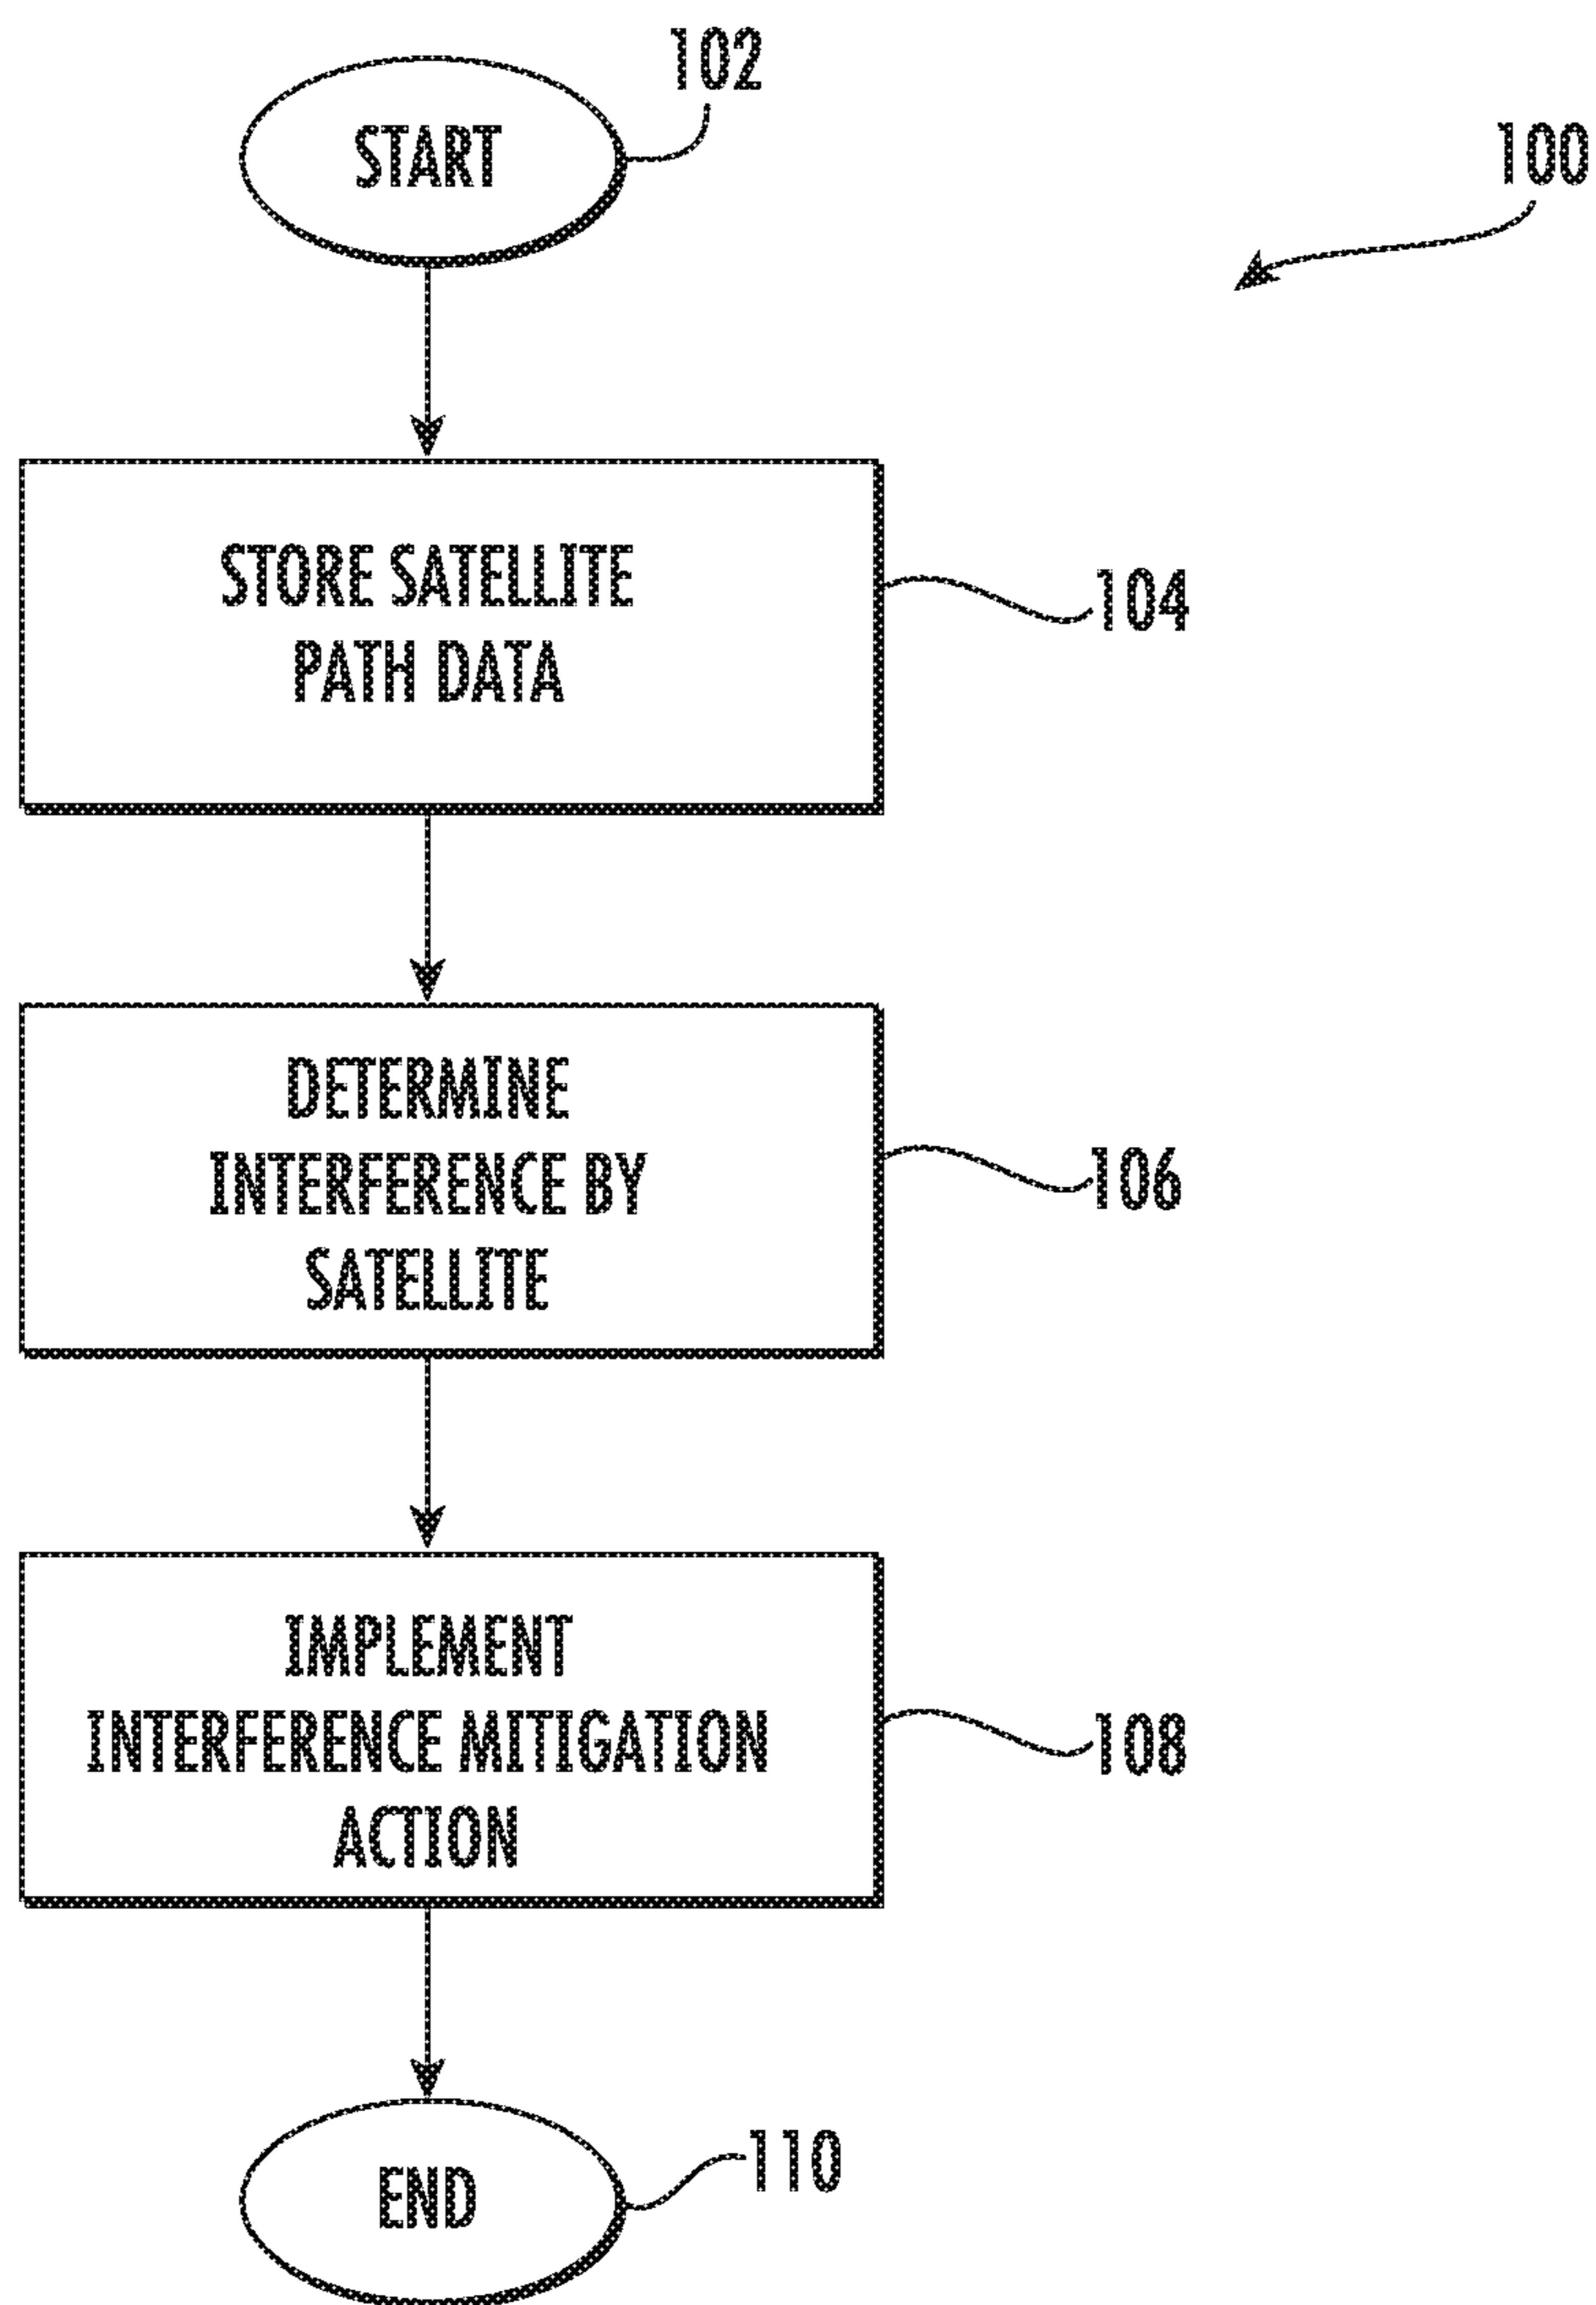 102
START
100
STORE SATELLITE
PATH DATA
104
DETERMINE
INTERFERENCE BY
SATELLITE
106
IMPLEMENT
INTERFERENCE MITIGATION
ACTION
108
END
110